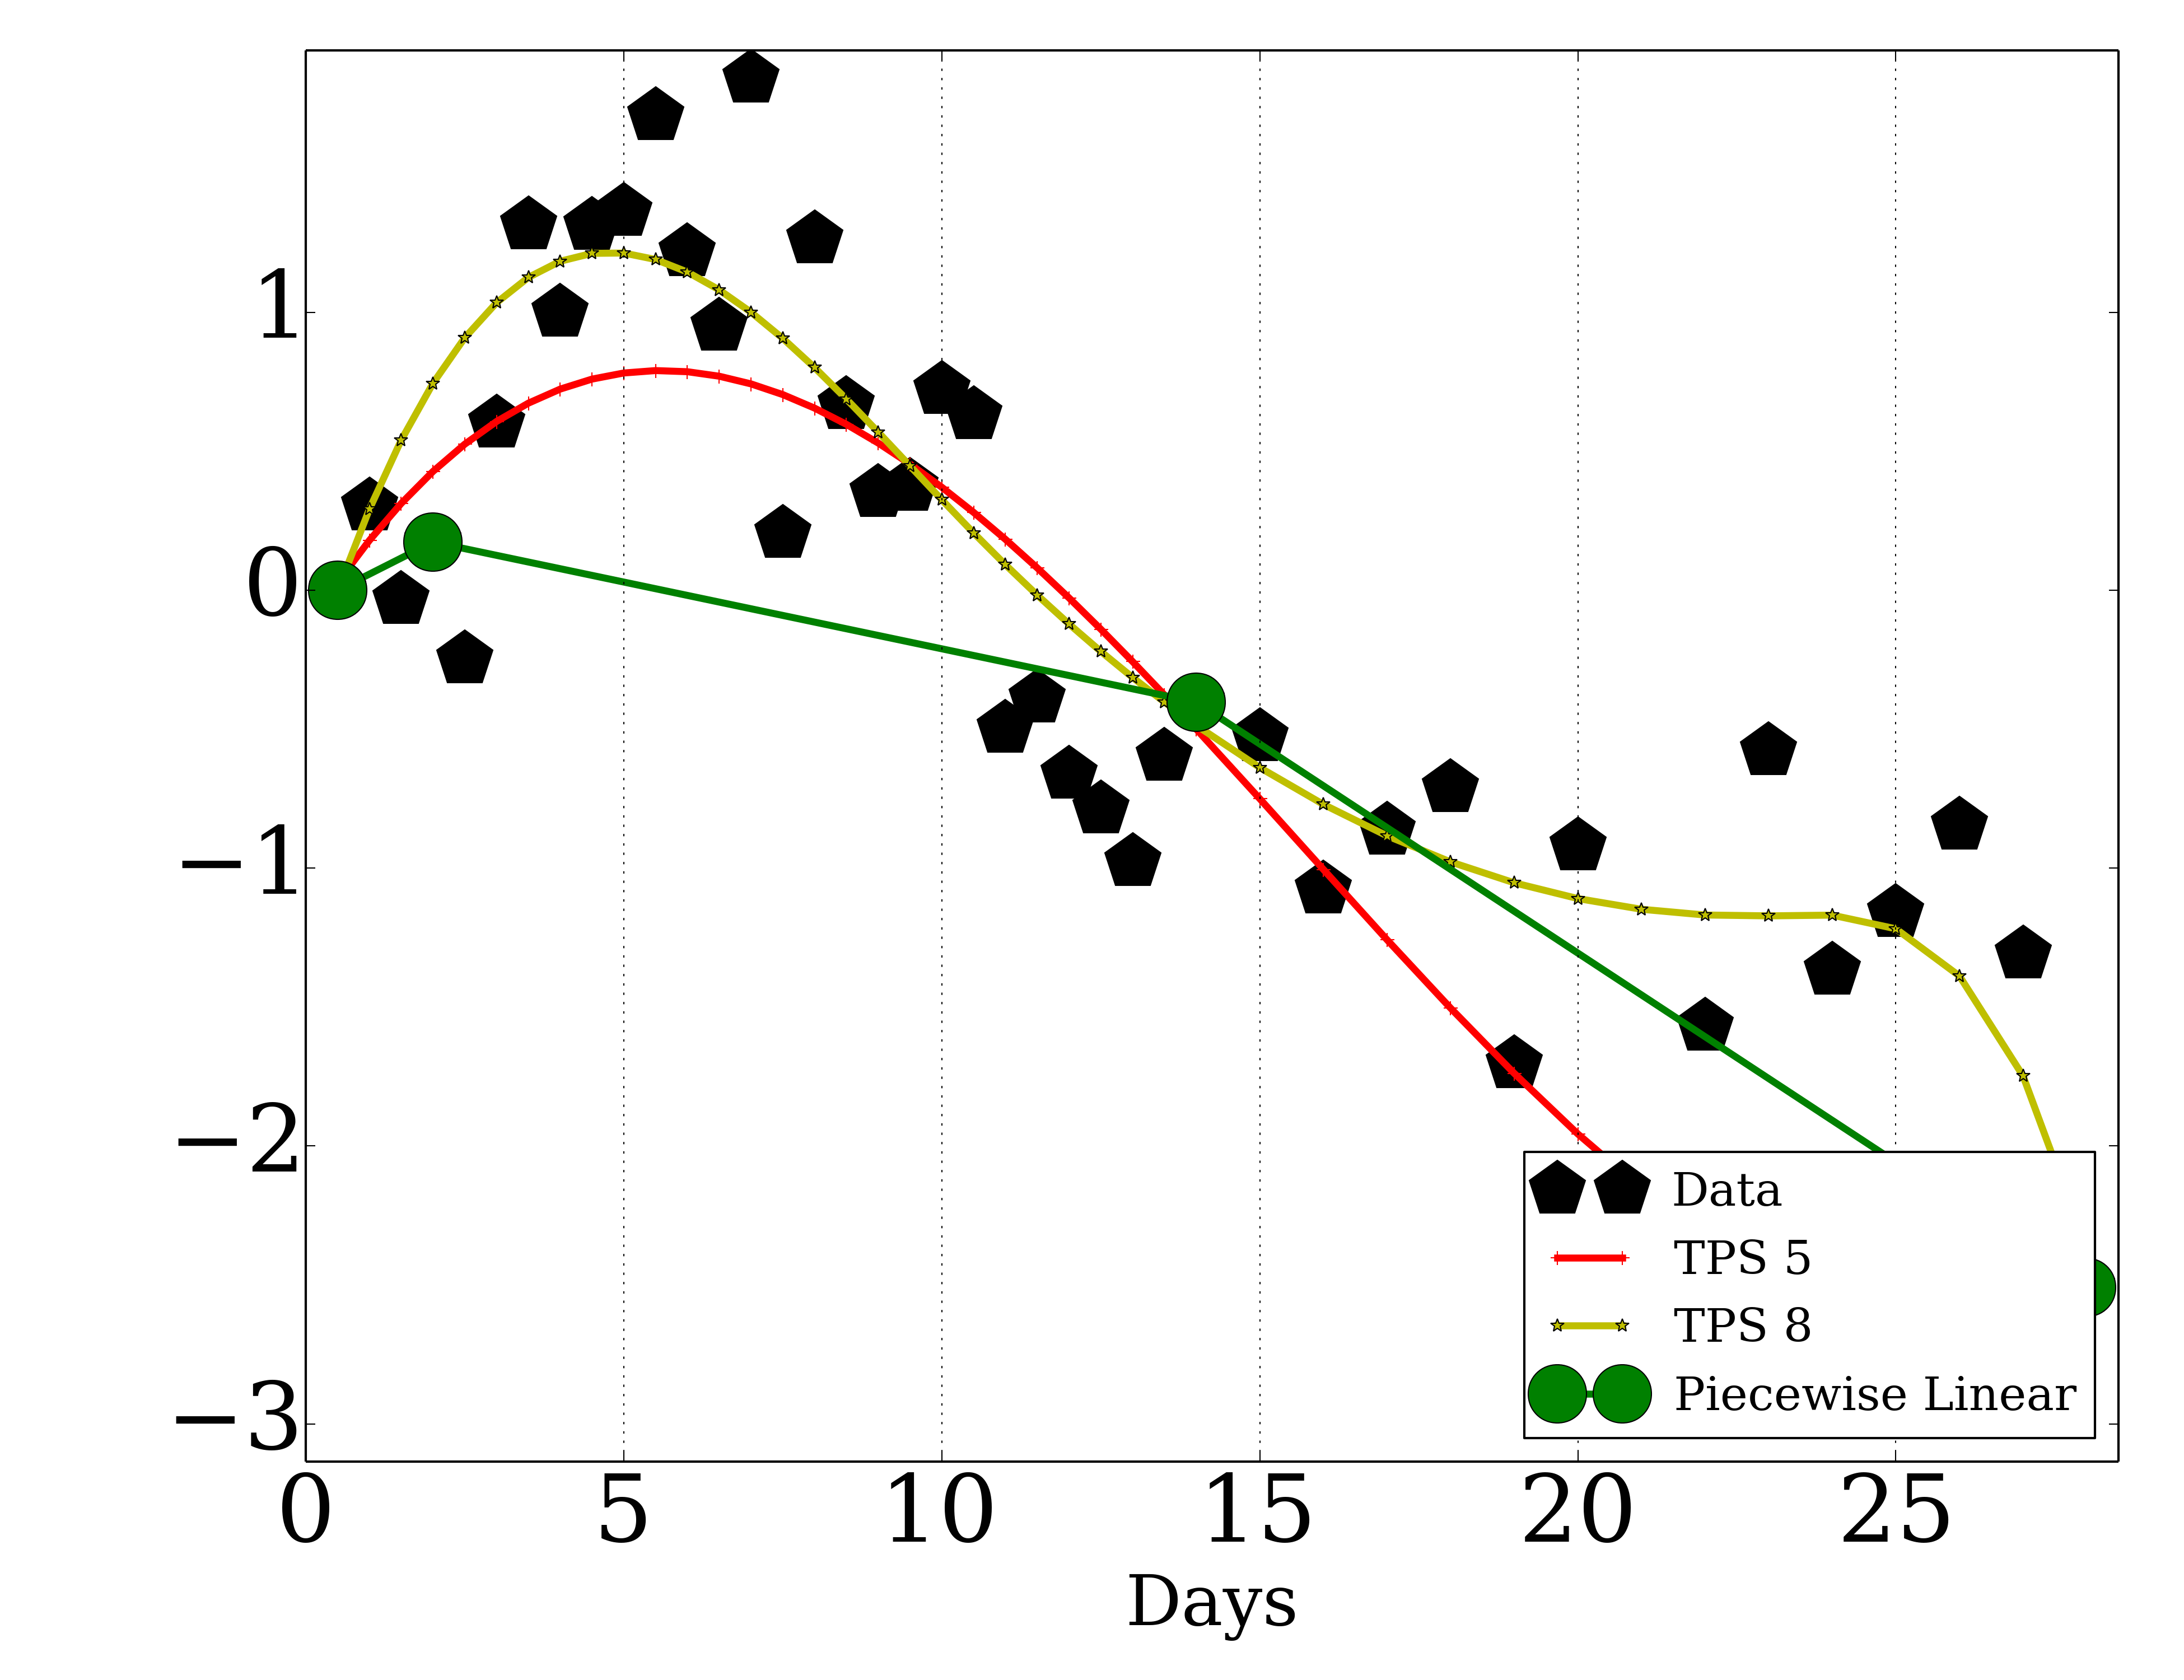 1
0
−1
−2
−3
0 5 10 15 20 25
Days
Data
TPS 5
TPS 8
Piecewise Linear